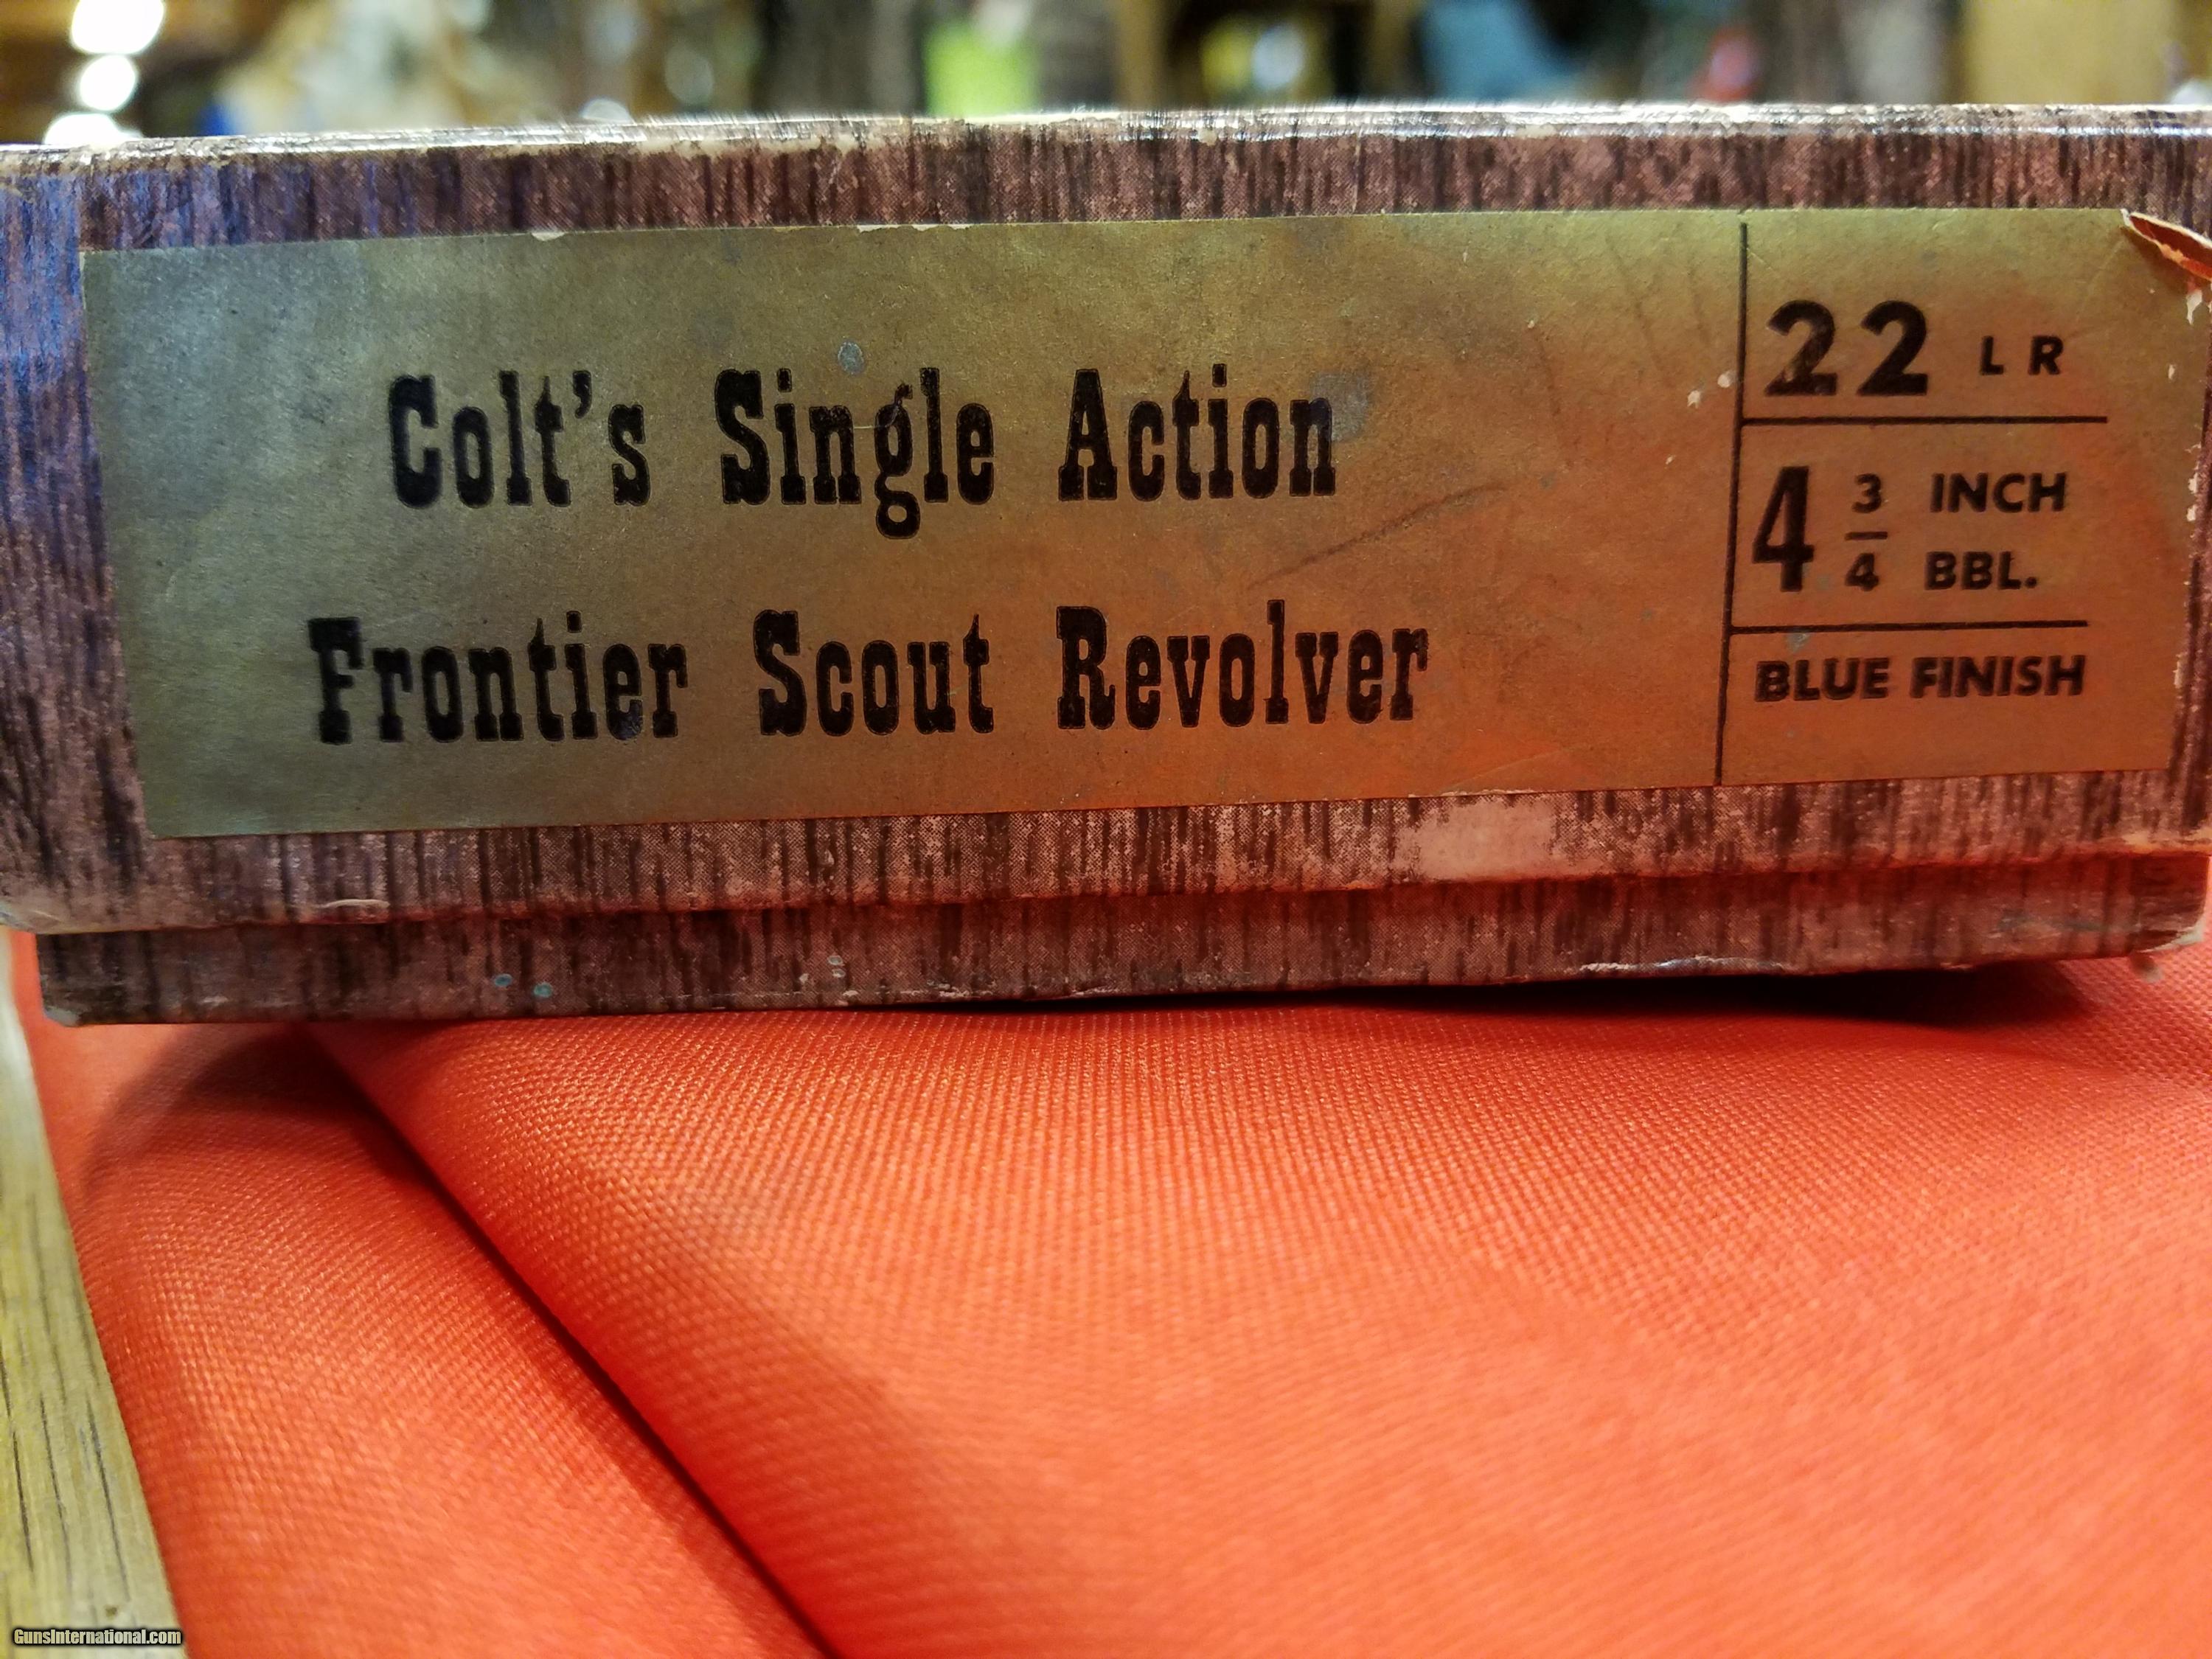 Colt's Single Action
Frontier Scout Revolver
22 LR
4 3/4 INCH
BBL.
BLUE FINISH
GunsInternational.com